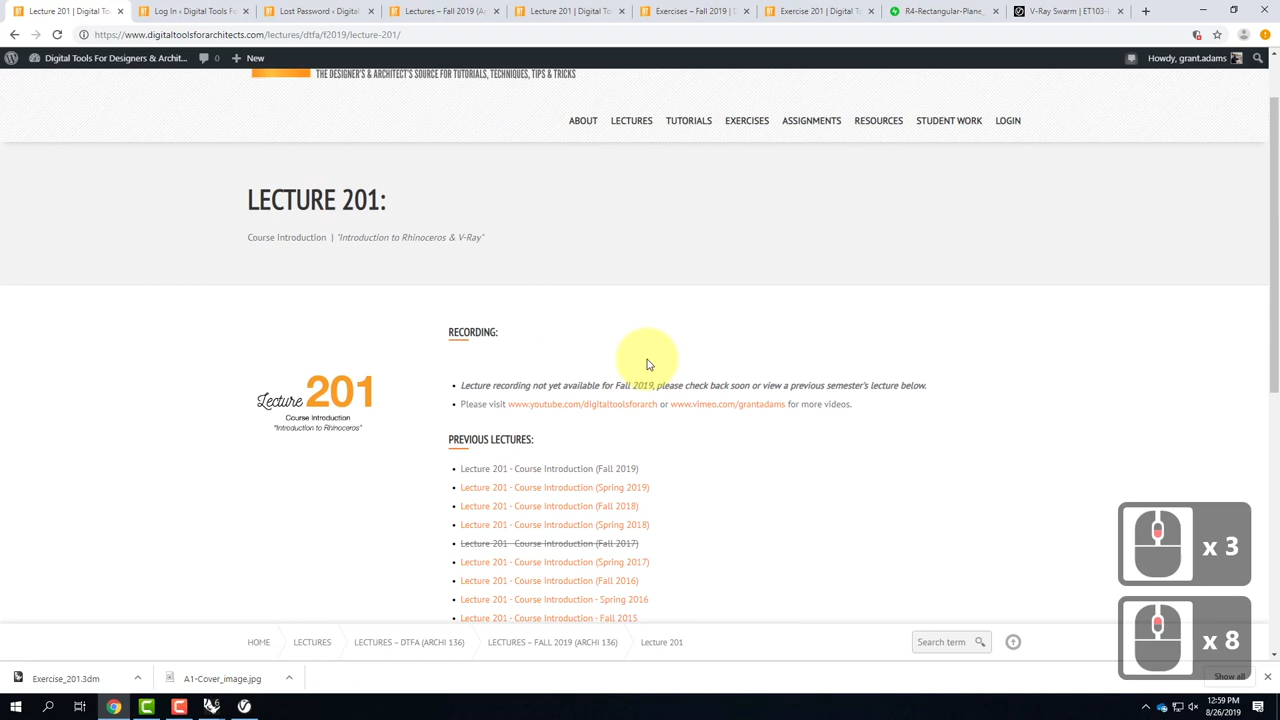 Lecture 201 | Digital To
Log In ‹ Digital Tools Fo
Lost Password ‹ Digital
Lectures – Fall 2019 (A
Lecture 201 | Digital To
Exercises – Fall 2019 | D
Exercise 201 | Digital To
R4-Rectangular-Plane_
V-Ray Swarm | ET103-
https://www.digitaltoolsforarchitects.com/lectures/dtfa/f2019/lecture-201/
Digital Tools For Designers & Archit...
0
New
Howdy, grant.adams
THE DESIGNER'S & ARCHITECT'S SOURCE FOR TUTORIALS, TECHNIQUES, TIPS & TRICKS
ABOUT LECTURES TUTORIALS EXERCISES ASSIGNMENTS RESOURCES STUDENT WORK LOGIN
LECTURE 201:
Course Introduction | "Introduction to Rhinoceros & V-Ray"
RECORDING:
Lecture 201
Course Introduction
"Introduction to Rhinoceros"
• Lecture recording not yet available for Fall 2019, please check back soon or view a previous semester's lecture below.
• Please visit www.youtube.com/digitaltoolsforarch or www.vimeo.com/grantadams for more videos.
PREVIOUS LECTURES:
• Lecture 201 - Course Introduction (Fall 2019)
• Lecture 201 - Course Introduction (Spring 2019)
• Lecture 201 - Course Introduction (Fall 2018)
• Lecture 201 - Course Introduction (Spring 2018)
• Lecture 201 - Course Introduction (Fall 2017)
• Lecture 201 - Course Introduction (Spring 2017)
• Lecture 201 - Course Introduction (Fall 2016)
• Lecture 201 - Course Introduction - Spring 2016
• Lecture 201 - Course Introduction - Fall 2015
x 3
x 8
HOME LECTURES LECTURES – DTFA (ARCHI 136) LECTURES – FALL 2019 (ARCHI 136) Lecture 201
Search term
Exercise_201.3dm
A1-Cover_image.jpg
Show all
12:59 PM
8/26/2019